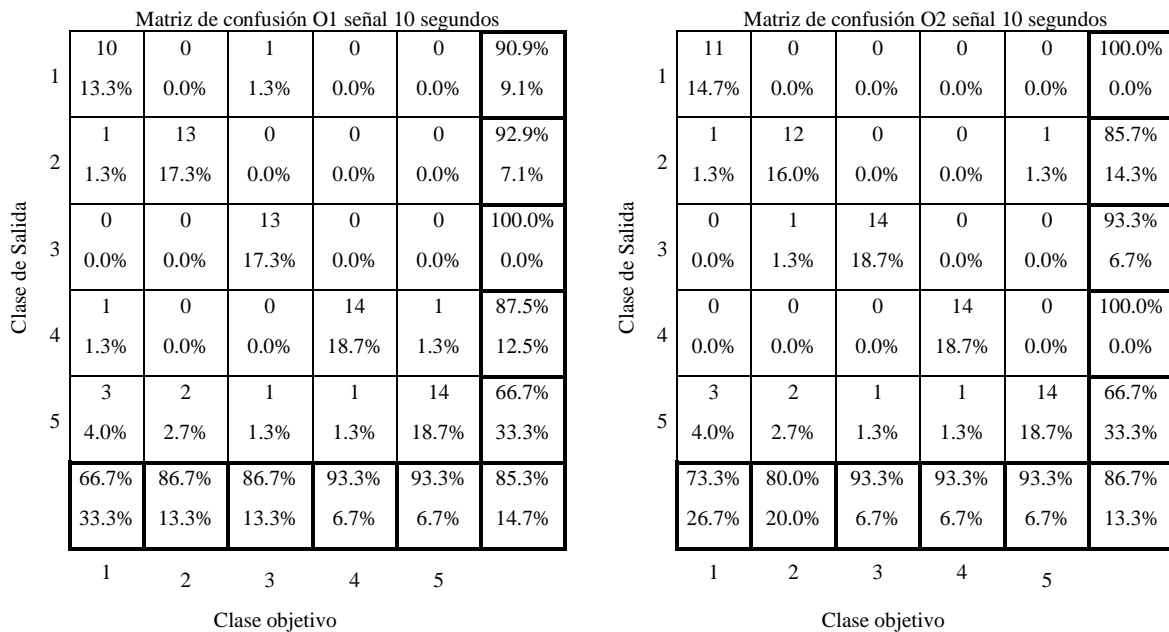 Matriz de confusión O1 señal 10 segundos
10 0 1 0 0 90.9%
1
13.3% 0.0% 1.3% 0.0% 0.0% 9.1%
1 13 0 0 0 92.9%
2
1.3% 17.3% 0.0% 0.0% 0.0% 7.1%
0 0 13 0 0 100.0%
3
0.0% 0.0% 17.3% 0.0% 0.0% 0.0%
1 0 0 14 1 87.5%
4
1.3% 0.0% 0.0% 18.7% 1.3% 12.5%
3 2 1 1 14 66.7%
5
4.0% 2.7% 1.3% 1.3% 18.7% 33.3%
66.7% 86.7% 86.7% 93.3% 93.3% 85.3%
33.3% 13.3% 13.3% 6.7% 6.7% 14.7%
1 2 3 4 5
Clase de Salida
Clase objetivo
Matriz de confusión O2 señal 10 segundos
11 0 0 0 0 100.0%
1
14.7% 0.0% 0.0% 0.0% 0.0% 0.0%
1 12 0 0 1 85.7%
2
1.3% 16.0% 0.0% 0.0% 1.3% 14.3%
0 1 14 0 0 93.3%
3
0.0% 1.3% 18.7% 0.0% 0.0% 6.7%
0 0 0 14 0 100.0%
4
0.0% 0.0% 0.0% 18.7% 0.0% 0.0%
3 2 1 1 14 66.7%
5
4.0% 2.7% 1.3% 1.3% 18.7% 33.3%
73.3% 80.0% 93.3% 93.3% 93.3% 86.7%
26.7% 20.0% 6.7% 6.7% 6.7% 13.3%
1 2 3 4 5
Clase de Salida
Clase objetivo